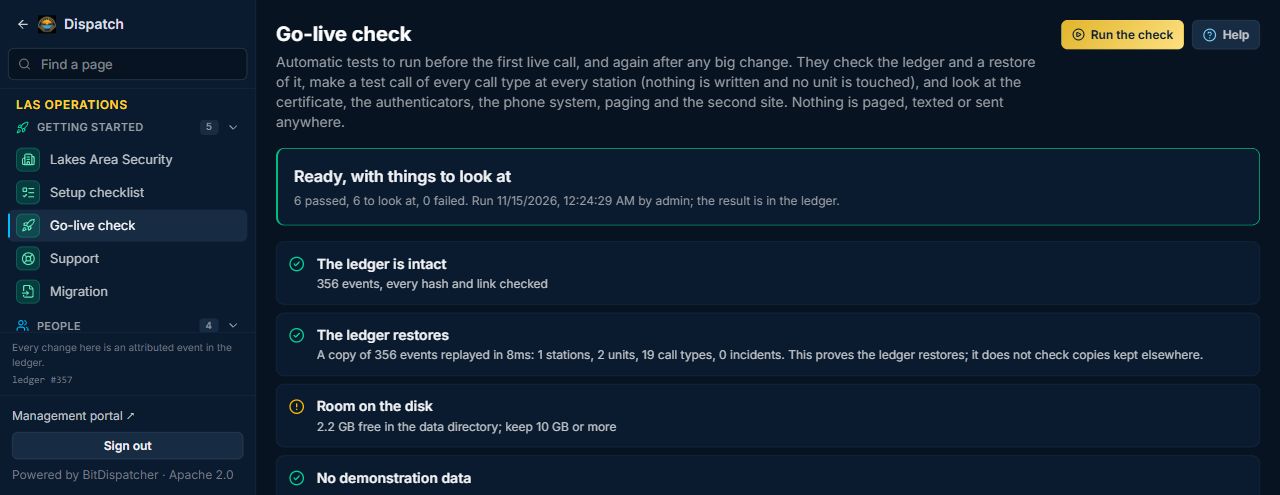 Dispatch
Find a page
LAS OPERATIONS
GETTING STARTED 5
Lakes Area Security
Setup checklist
Go-live check
Support
Migration
PEOPLE 4
Every change here is an attributed event in the
ledger.
ledger #357
Management portal ↗
Sign out
Powered by BitDispatcher · Apache 2.0
Go-live check
Run the check
Help
Automatic tests to run before the first live call, and again after any big change. They check the ledger and a restore
of it, make a test call of every call type at every station (nothing is written and no unit is touched), and look at the
certificate, the authenticators, the phone system, paging and the second site. Nothing is paged, texted or sent
anywhere.
Ready, with things to look at
6 passed, 6 to look at, 0 failed. Run 11/15/2026, 12:24:29 AM by admin; the result is in the ledger.
The ledger is intact
356 events, every hash and link checked
The ledger restores
A copy of 356 events replayed in 8ms: 1 stations, 2 units, 19 call types, 0 incidents. This proves the ledger restores; it does not check copies kept elsewhere.
Room on the disk
2.2 GB free in the data directory; keep 10 GB or more
No demonstration data